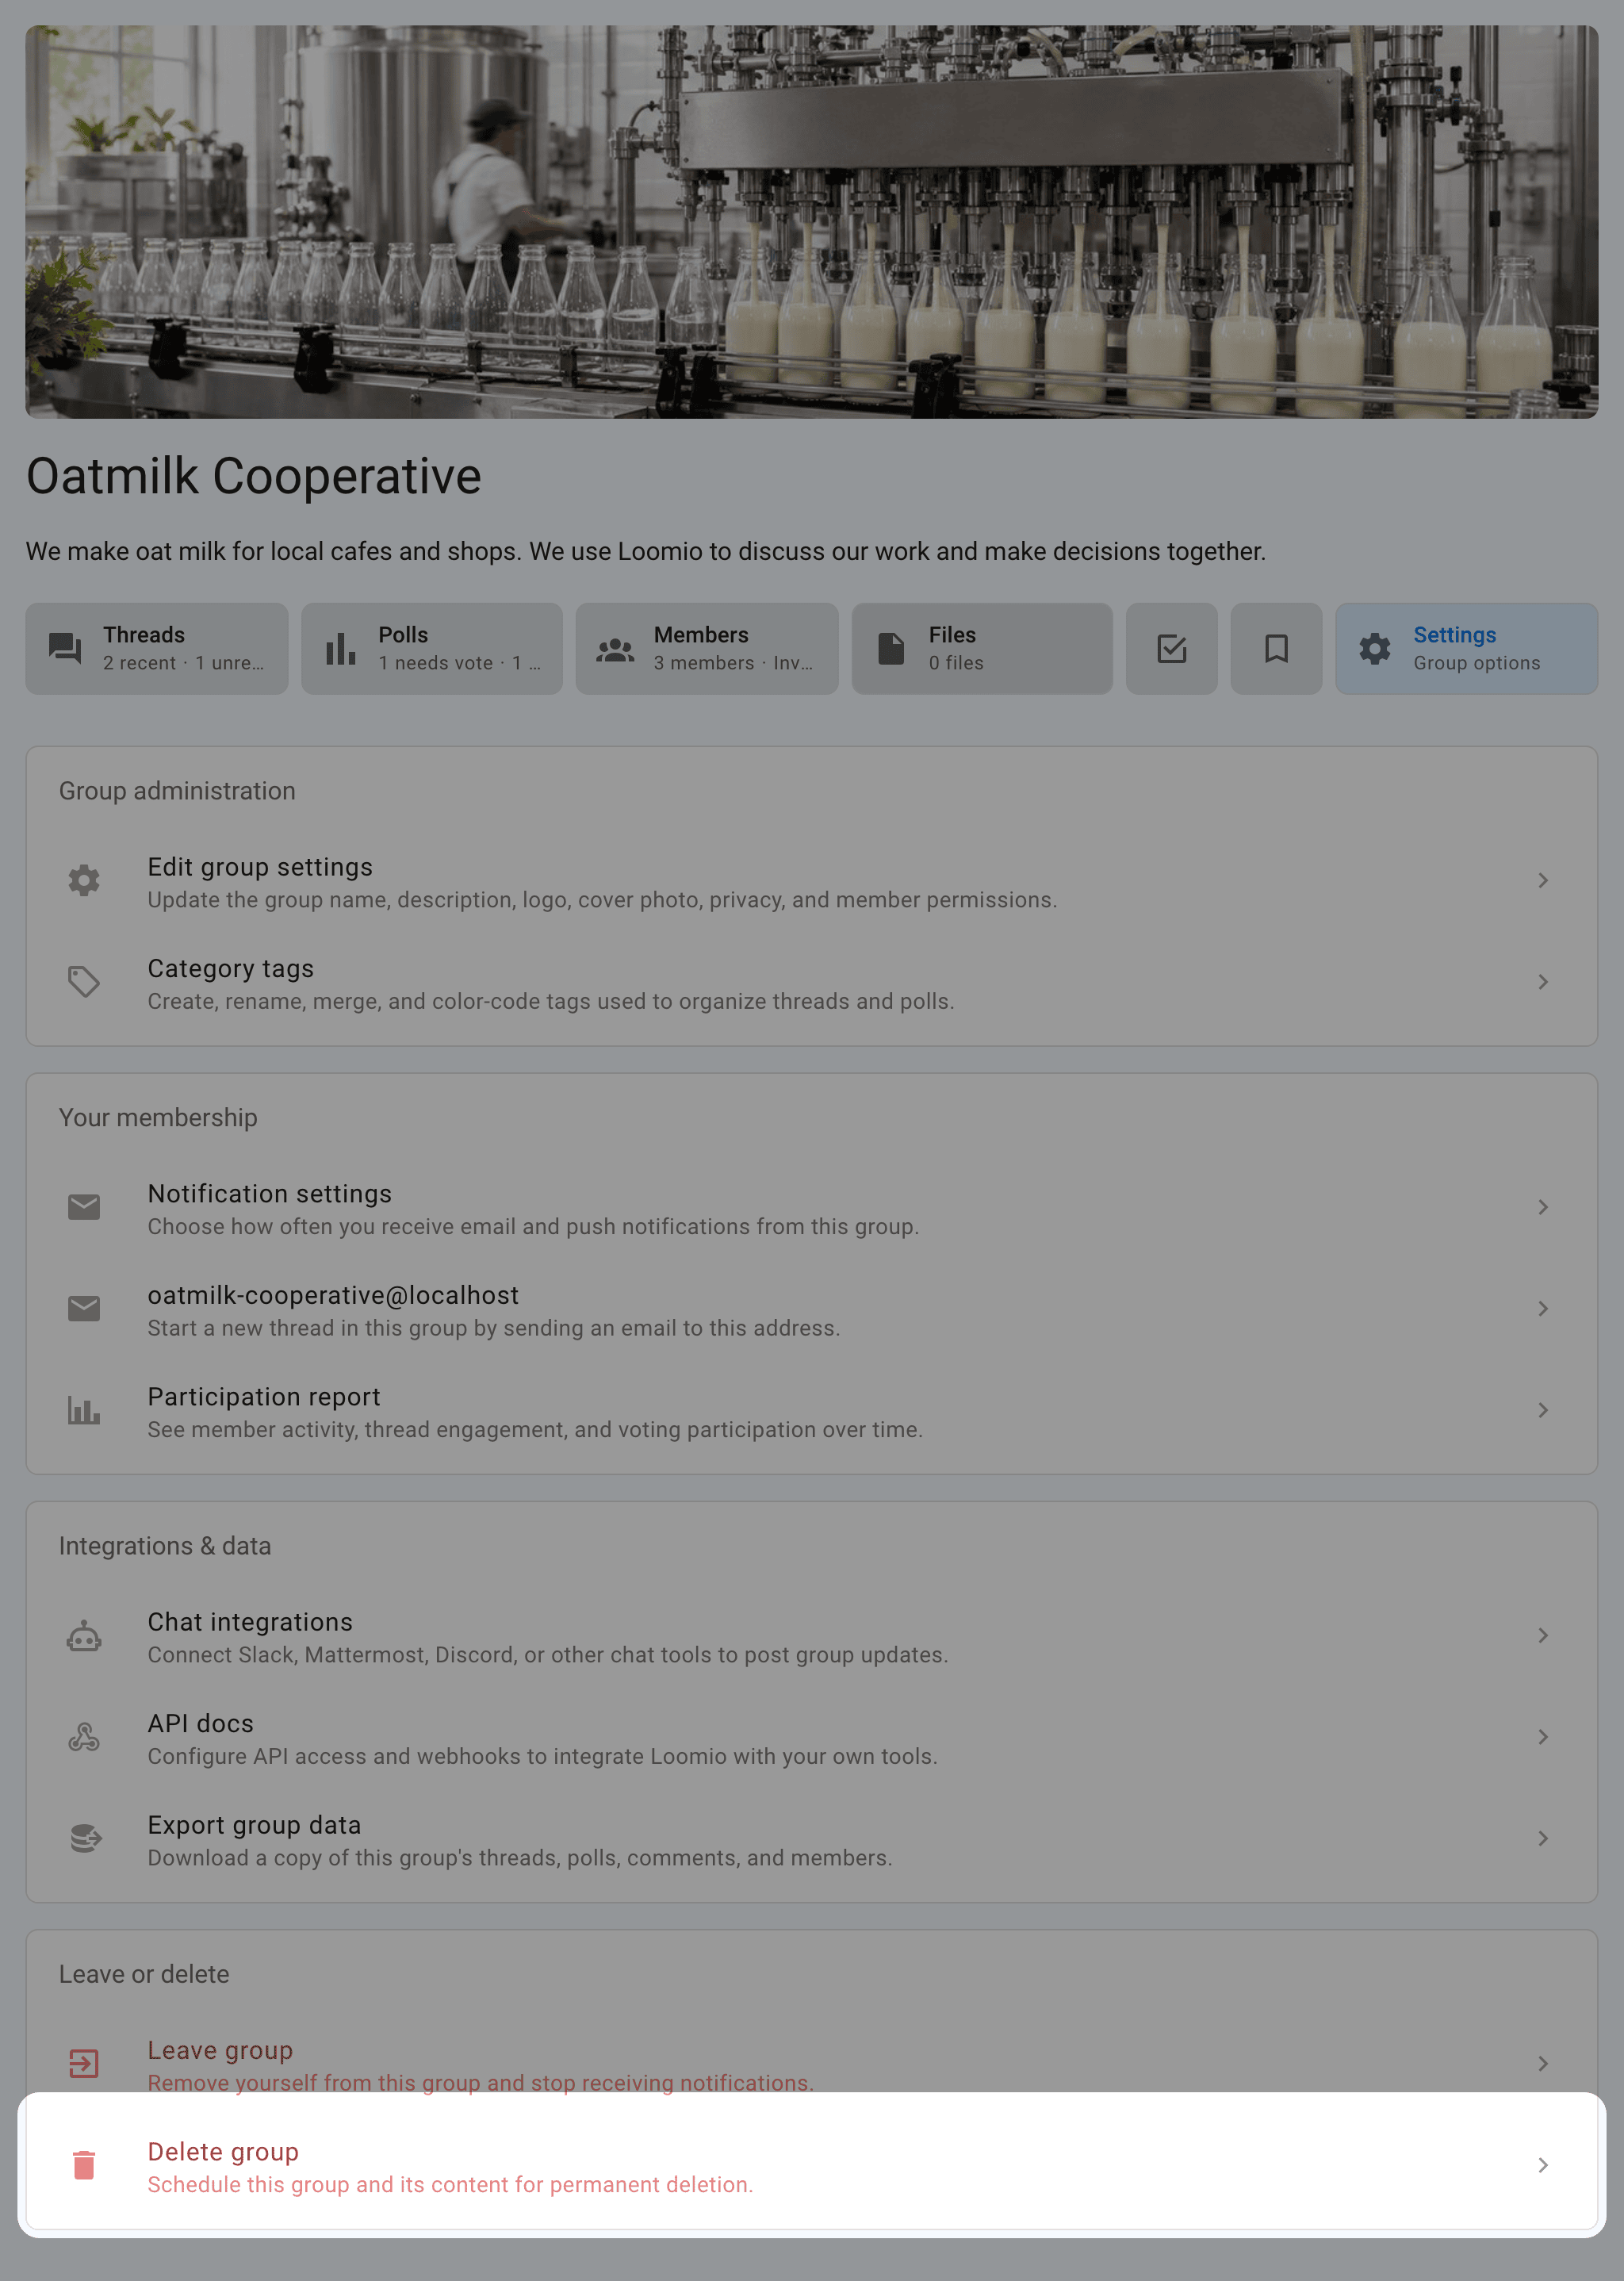 Oatmilk Cooperative
We make oat milk for local cafes and shops. We use Loomio to discuss our work and make decisions together.
Threads
2 recent · 1 unre...
Polls
1 needs vote · 1 ...
Members
3 members · Inv...
Files
0 files
Settings
Group options
Group administration
Edit group settings
Update the group name, description, logo, cover photo, privacy, and member permissions.
Category tags
Create, rename, merge, and color-code tags used to organize threads and polls.
Your membership
Notification settings
Choose how often you receive email and push notifications from this group.
oatmilk-cooperative@localhost
Start a new thread in this group by sending an email to this address.
Participation report
See member activity, thread engagement, and voting participation over time.
Integrations & data
Chat integrations
Connect Slack, Mattermost, Discord, or other chat tools to post group updates.
API docs
Configure API access and webhooks to integrate Loomio with your own tools.
Export group data
Download a copy of this group's threads, polls, comments, and members.
Leave or delete
Leave group
Remove yourself from this group and stop receiving notifications.
Delete group
Schedule this group and its content for permanent deletion.